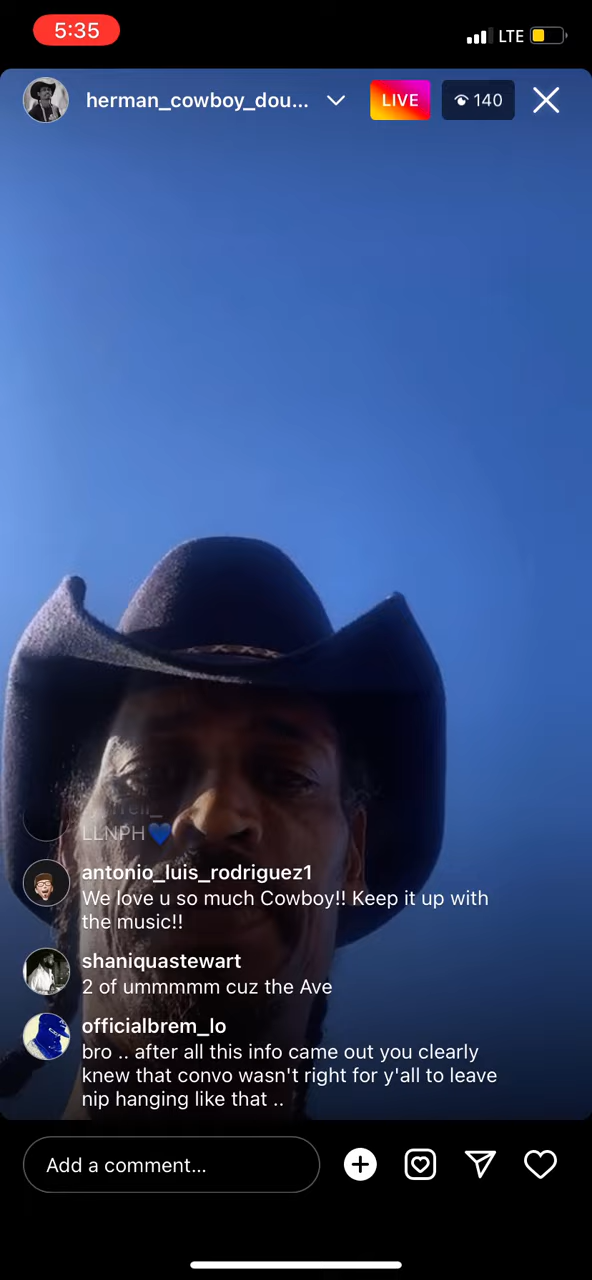 5:35
LTE
herman_cowboy_dou...
LIVE
140
LLNPH💙
antonio_luis_rodriguez1
We love u so much Cowboy!! Keep it up with
the music!!
shaniquastewart
2 of ummmmm cuz the Ave
officialbrem_lo
bro .. after all this info came out you clearly
knew that convo wasn't right for y'all to leave
nip hanging like that ..
Add a comment...